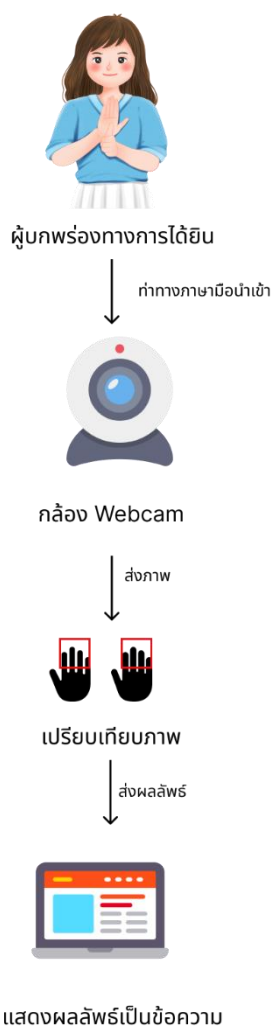 ผู้บกพร่องทางการได้ยิน
ท่าทางภาษามือนำเข้า
กล้อง Webcam
ส่งภาพ
เปรียบเทียบภาพ
ส่งผลลัพธ์
แสดงผลลัพธ์เป็นข้อความ